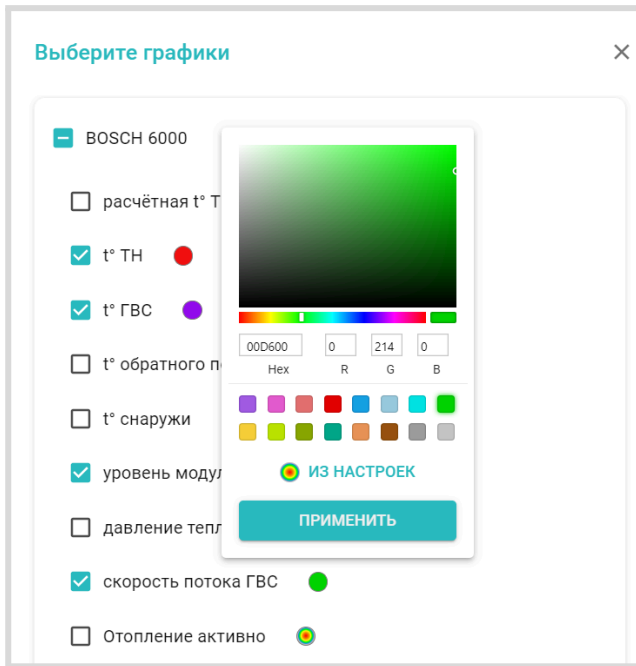 Выберите графики
BOSCH 6000
расчётная t° Т
t° ТН
t° ГВС
00D600 0 214 0
Hex R G B
t° обратного п
t° снаружи
уровень модул
ИЗ НАСТРОЕК
ПРИМЕНИТЬ
давление тепл
скорость потока ГВС
Отопление активно